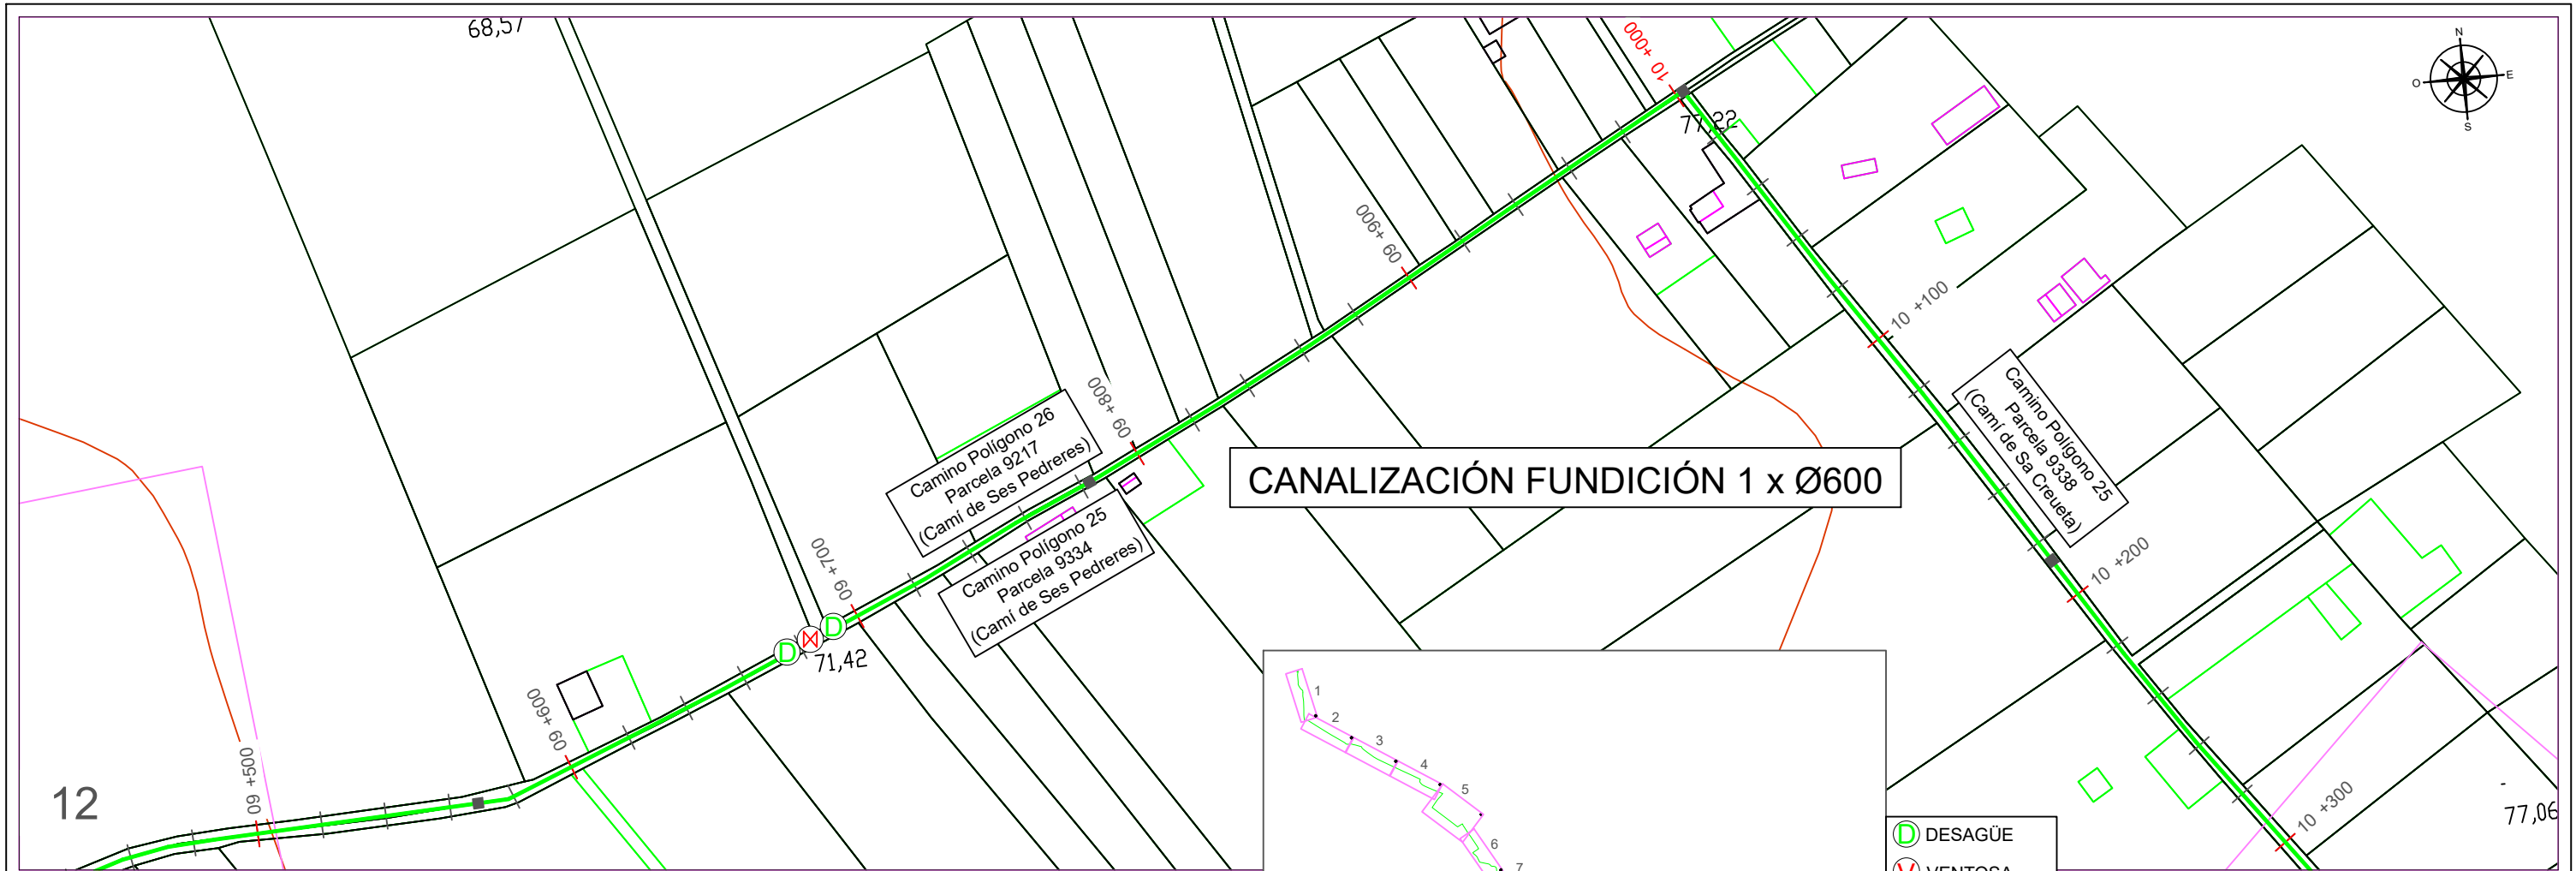 68,57
N
O
E
S
10 +000
77,22
09 +900
10 +100
Camino Polígono 26
Parcela 9217
(Camí de Ses Pedreres)
09 +800
CANALIZACIÓN FUNDICIÓN 1 x Ø600
Camino Polígono 25
Parcela 9338
(Camí de Sa Creueta)
Camino Polígono 25
Parcela 9334
(Camí de Ses Pedreres)
09 +700
10 +200
D
D
71,42
09 +600
1
2
3
4
5
6
7
09 +500
12
10 +300
77,06
D DESAGÜE
V VENTOSA